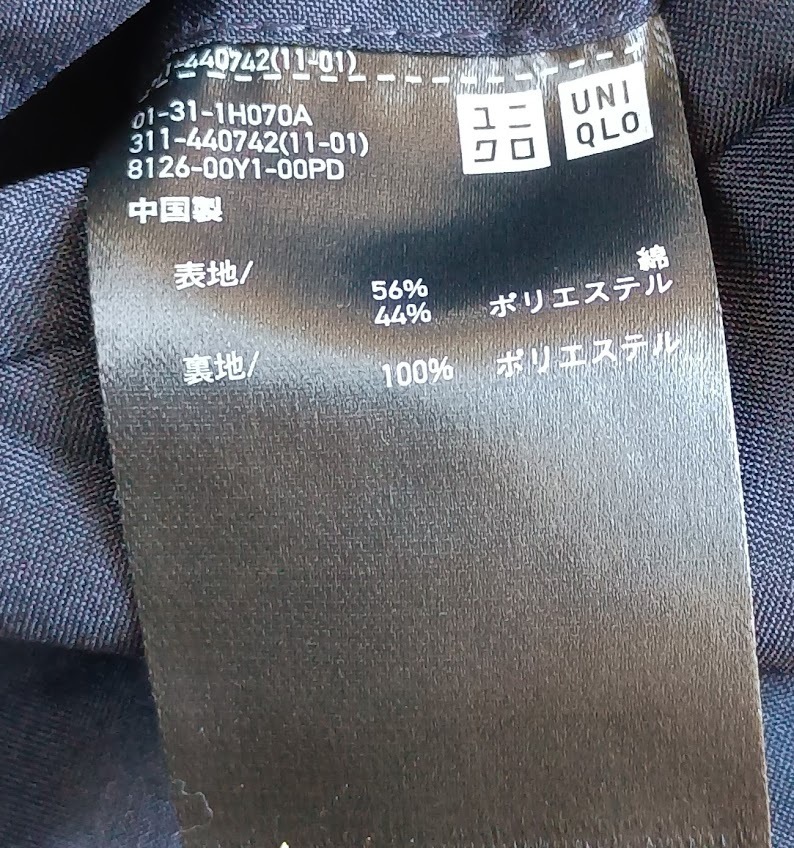 -440742(11-01)
01-31-1H070A
311-440742(11-01)
8126-00Y1-00PD
ユニ
クロ
UNI
QLO
中国製
表地/ 56% 綿
44% ポリエステル
裏地/ 100% ポリエステル